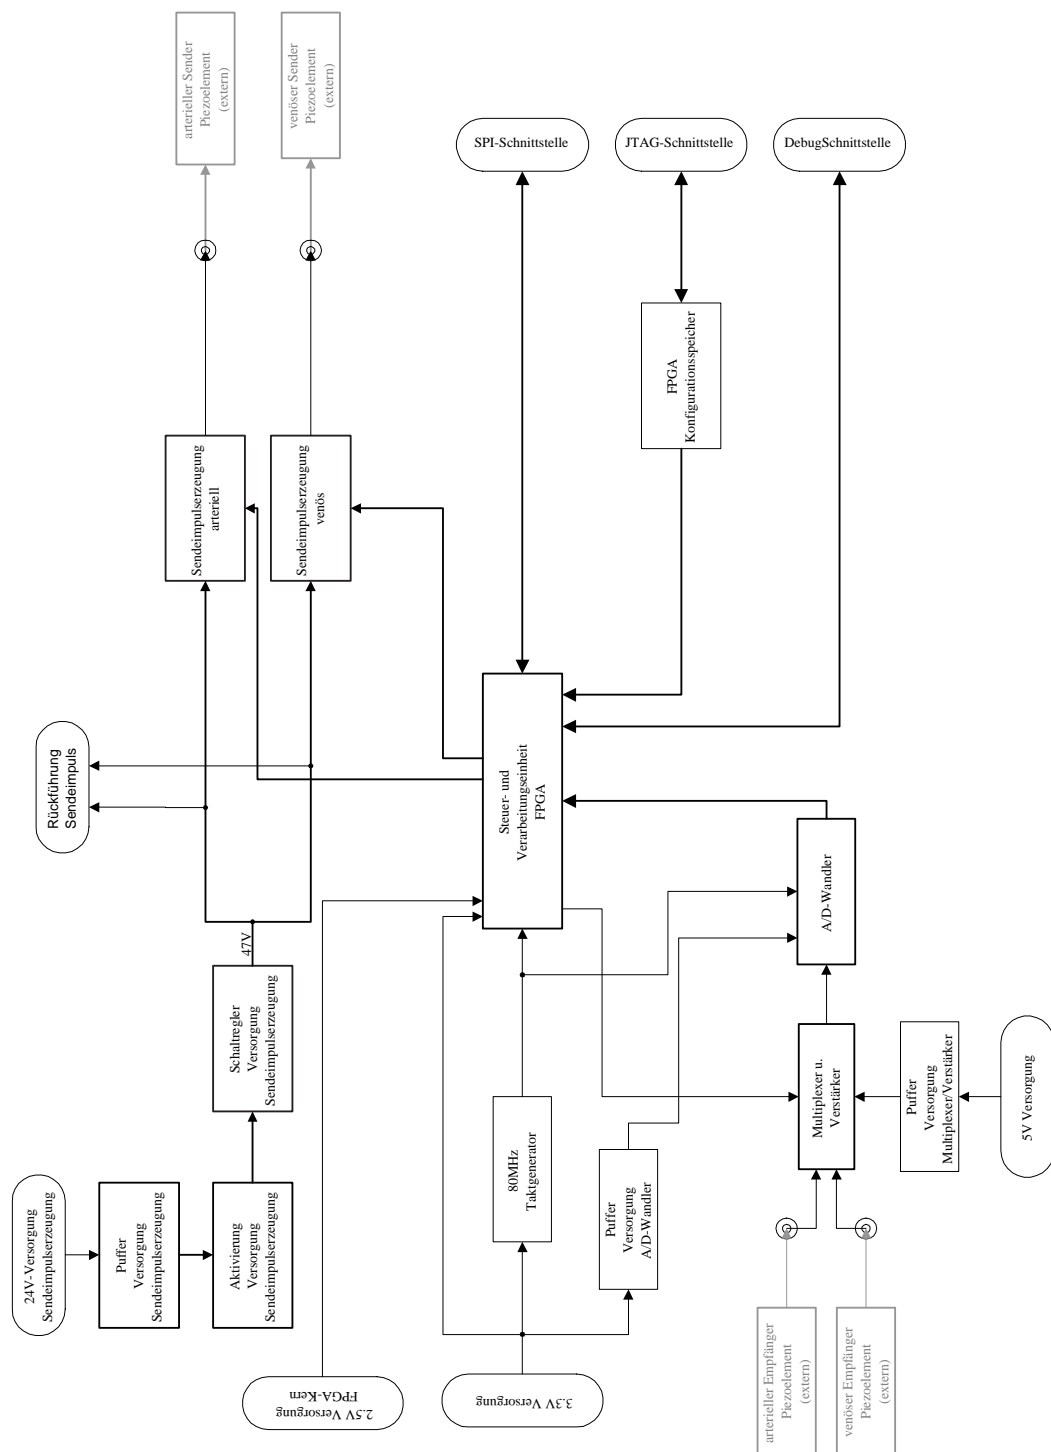 arterieller Sender
Piezoelement
(extern)
venöser Sender
Piezoelement
(extern)
SPI-Schnittstelle
JTAG-Schnittstelle
DebugSchnittstelle
FPGA
Konfigurationsspeicher
Sendeimpulserzeugung
arteriell
Sendeimpulserzeugung
venös
Rückführung
Sendeimpuls
Steuer- und
Verarbeitungseinheit
FPGA
A/D-Wandler
47V
Schaltregler
Versorgung
Sendeimpulserzeugung
Multiplexer u.
Verstärker
Puffer
Versorgung
Multiplexer/Verstärker
5V Versorgung
80MHz
Taktgenerator
Puffer
Versorgung
A/D-Wandler
24V-Versorgung
Sendeimpulserzeugung
Puffer
Versorgung
Sendeimpulserzeugung
Aktivierung
Versorgung
Sendeimpulserzeugung
2.5V Versorgung
FPGA-Kern
3.3V Versorgung
arterieller Empfänger
Piezoelement
(extern)
venöser Empfänger
Piezoelement
(extern)